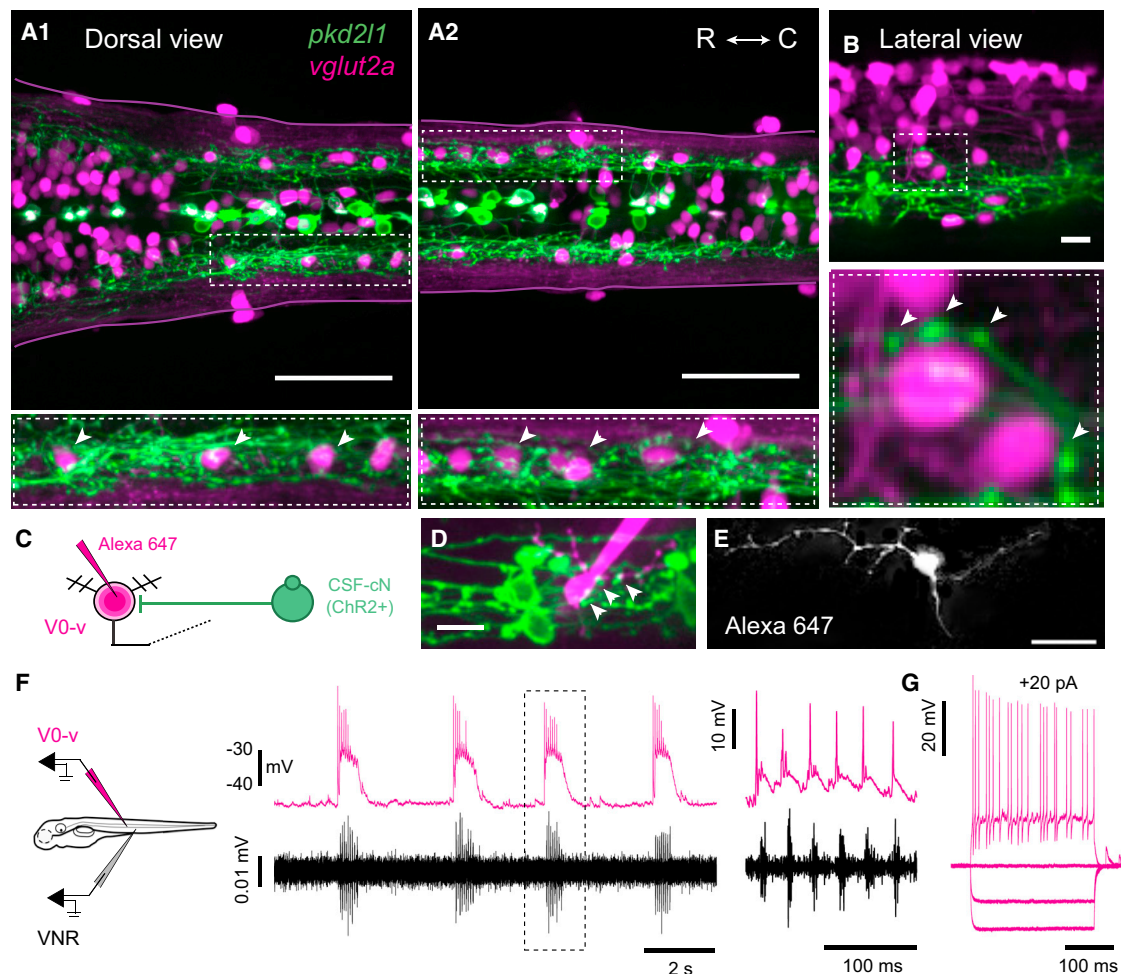 A1 Dorsal view
pkd2l1
vglut2a
A2
R ↔ C
B Lateral view
C
Alexa 647
V0-v
CSF-cN
(ChR2+)
D
E
Alexa 647
F
V0-v
VNR
-30
-40
mV
0.01 mV
2 s
10 mV
100 ms
G
+20 pA
20 mV
100 ms